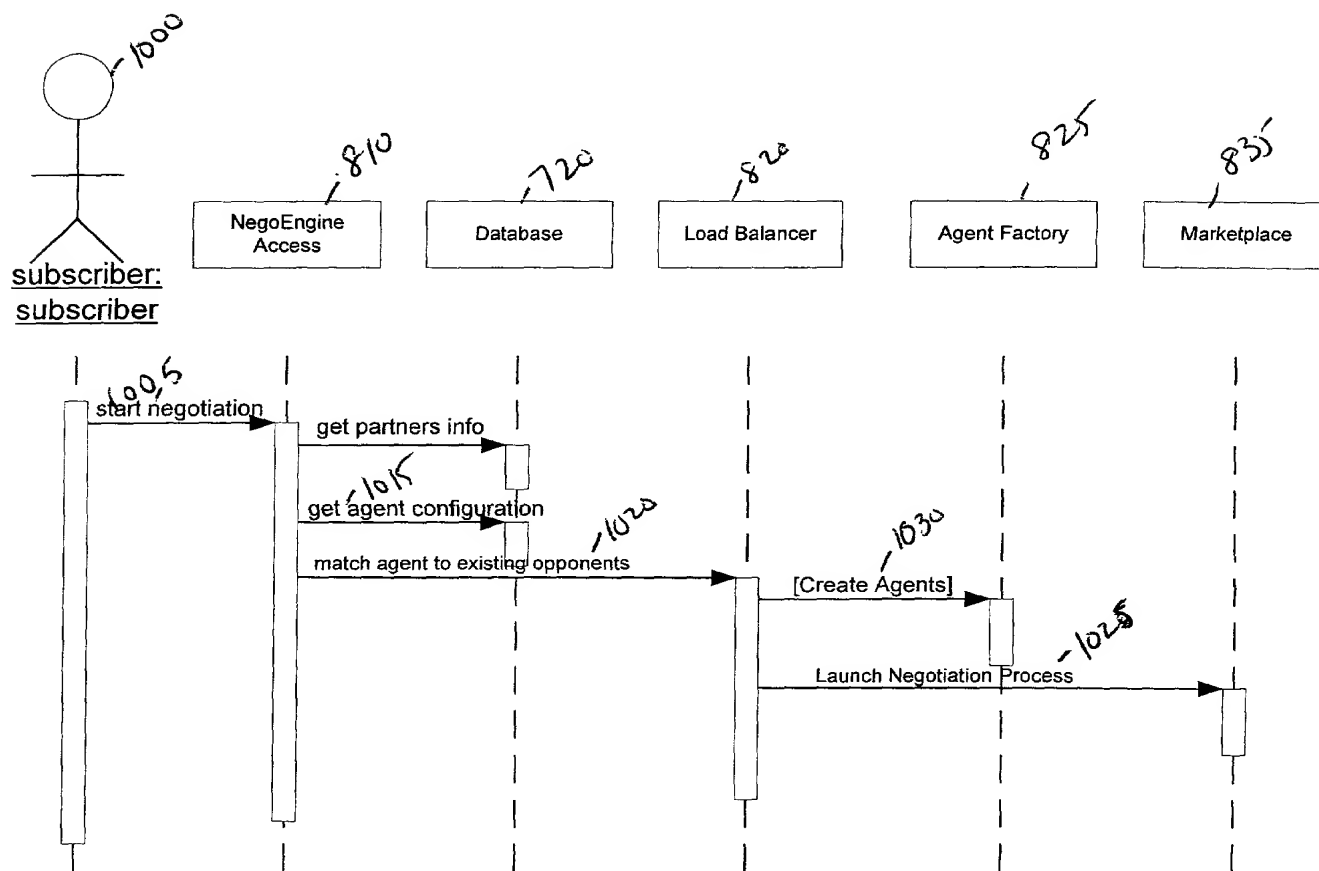 -1000
-810
-720
-820
825
835
NegoEngine
Access
Database
Load Balancer
Agent Factory
Marketplace
subscriber:
subscriber
1005
start negotiation
get partners info
-1015
get agent configuration
-1020
match agent to existing opponents
-1030
[Create Agents]
-1025
Launch Negotiation Process